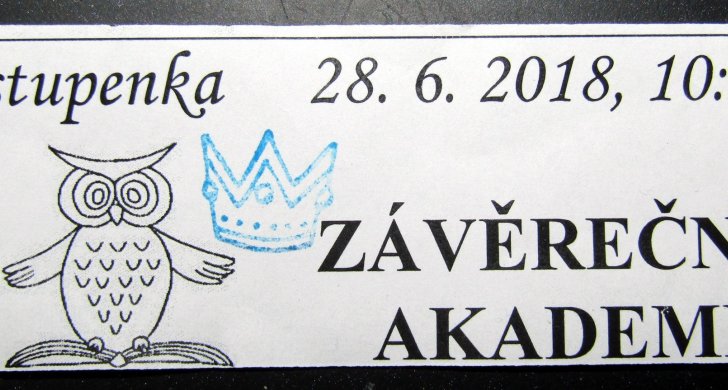 stupenka 28. 6. 2018, 10:
ZÁVĚREČN
AKADEM